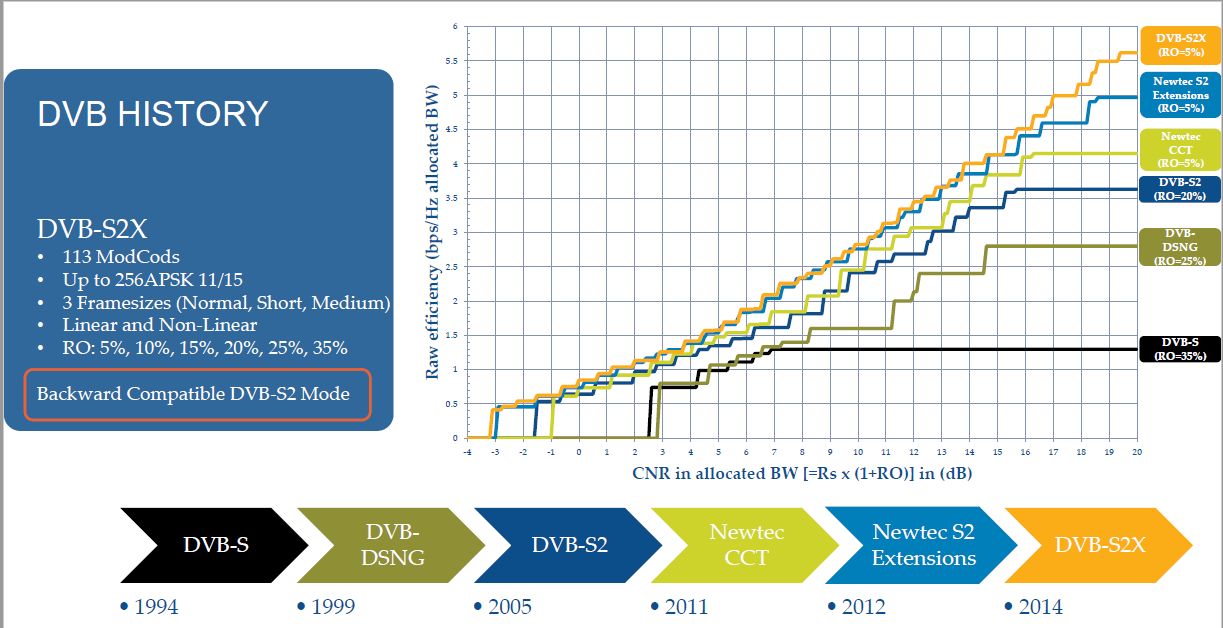 DVB HISTORY
DVB-S2X
• 113 ModCods
• Up to 256APSK 11/15
• 3 Framesizes (Normal, Short, Medium)
• Linear and Non-Linear
• RO: 5%, 10%, 15%, 20%, 25%, 35%
Backward Compatible DVB-S2 Mode
Raw efficiency (bps/Hz allocated BW)
6
5.5
5
4.5
4
3.5
3
2.5
2
1.5
1
0.5
0
-4 -3 -2 -1 0 1 2 3 4 5 6 7 8 9 10 11 12 13 14 15 16 17 18 19 20
CNR in allocated BW [=Rs x (1+RO)] in (dB)
DVB-S2X
(RO=5%)
Newtec S2
Extensions
(RO=5%)
Newtec
CCT
(RO=5%)
DVB-S2
(RO=20%)
DVB-
DSNG
(RO=25%)
DVB-S
(RO=35%)
DVB-S
DVB-
DSNG
DVB-S2
Newtec
CCT
Newtec S2
Extensions
DVB-S2X
• 1994
• 1999
• 2005
• 2011
• 2012
• 2014